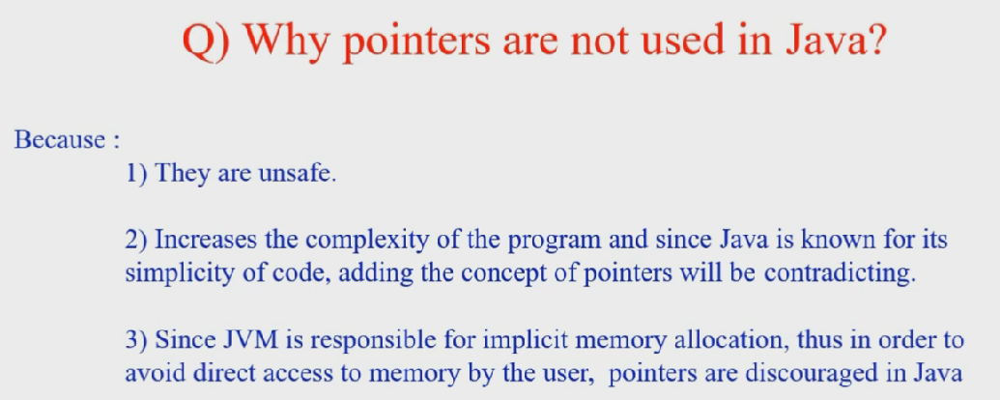 Q) Why pointers are not used in Java?
Because :
1) They are unsafe.
2) Increases the complexity of the program and since Java is known for its
simplicity of code, adding the concept of pointers will be contradicting.
3) Since JVM is responsible for implicit memory allocation, thus in order to
avoid direct access to memory by the user, pointers are discouraged in Java